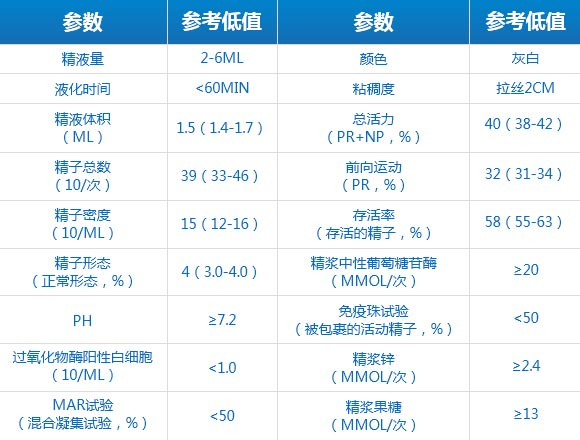 参数 参考低值 参数 参考低值
精液量 2-6ML 颜色 灰白
液化时间 <60MIN 粘稠度 拉丝2CM
精液体积
（ML） 1.5（1.4-1.7） 总活力
（PR+NP，%） 40（38-42）
精子总数
（10/次） 39（33-46） 前向运动
（PR，%） 32（31-34）
精子密度
（10/ML） 15（12-16） 存活率
（存活的精子，%） 58（55-63）
精子形态
（正常形态，%） 4（3.0-4.0） 精浆中性葡萄糖苷酶
（MMOL/次） ≥20
PH ≥7.2 免疫珠试验
（被包裹的活动精子，%） <50
过氧化物酶阳性白细胞
（10/ML） <1.0 精浆锌
（MMOL/次） ≥2.4
MAR试验
（混合凝集试验，%） <50 精浆果糖
（MMOL/次） ≥13